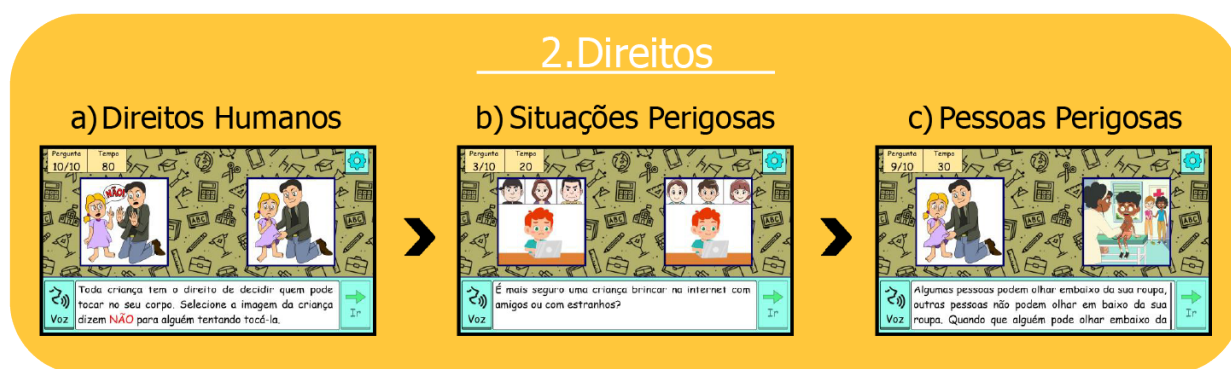 2.Direitos
a) Direitos Humanos
Pergunta
10/10
Tempo
80
NÃO!
ABC
Voz
Toda criança tem o direito de decidir quem pode
tocar no seu corpo. Selecione a imagem da criança
dizem NÃO para alguém tentando tocá-la.
Ir
b) Situações Perigosas
Pergunta
3/10
Tempo
20
ABC
Voz
É mais seguro uma criança brincar na internet com
amigos ou com estranhos?
Ir
c) Pessoas Perigosas
Pergunta
9/10
Tempo
30
ABC
Voz
Algumas pessoas podem olhar embaixo da sua roupa,
outras pessoas não podem olhar em baixo da sua
roupa. Quando que alguém pode olhar embaixo da
Ir